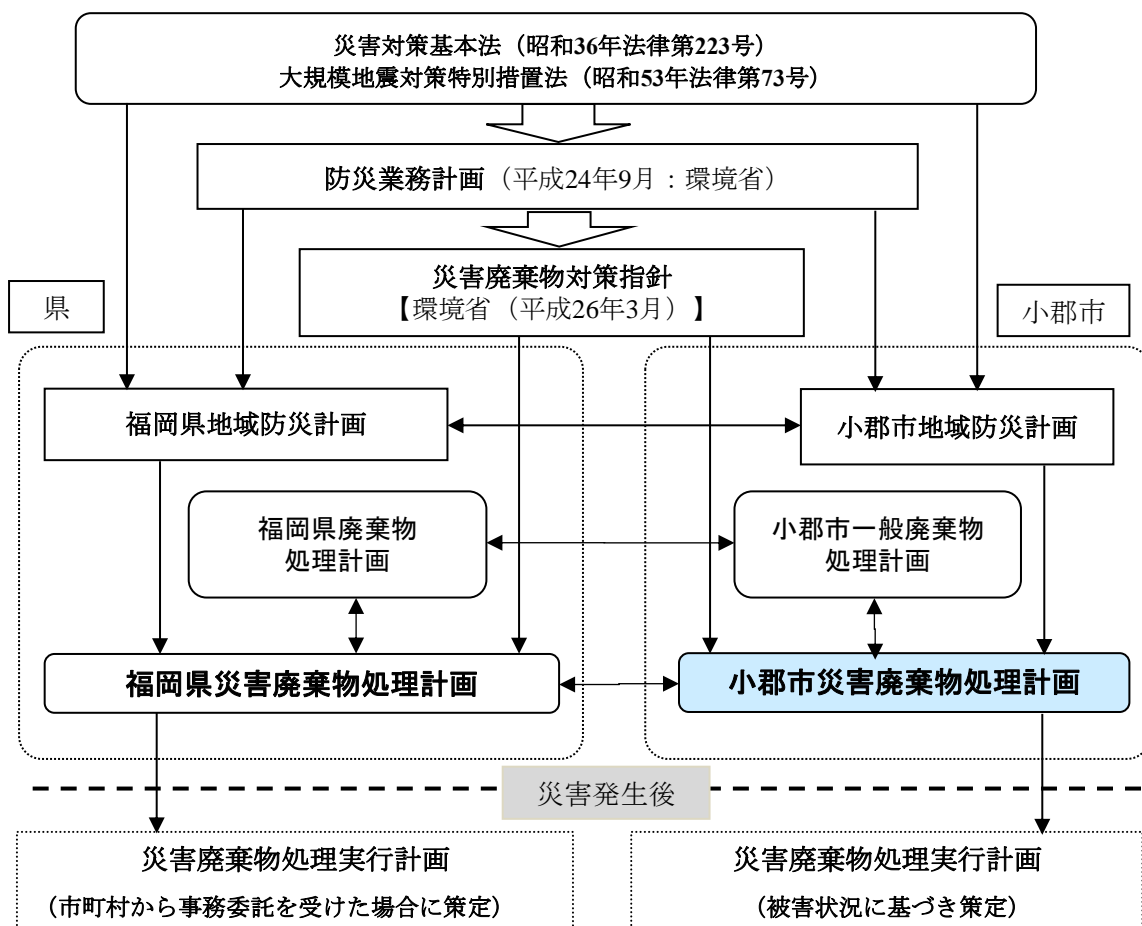 災害対策基本法（昭和36年法律第223号）
大規模地震対策特別措置法（昭和53年法律第73号）
防災業務計画（平成24年9月：環境省）
災害廃棄物対策指針
【環境省（平成26年3月）】
県
小郡市
福岡県地域防災計画
小郡市地域防災計画
福岡県廃棄物
処理計画
小郡市一般廃棄物
処理計画
福岡県災害廃棄物処理計画
小郡市災害廃棄物処理計画
災害発生後
災害廃棄物処理実行計画
（市町村から事務委託を受けた場合に策定）
災害廃棄物処理実行計画
（被害状況に基づき策定）